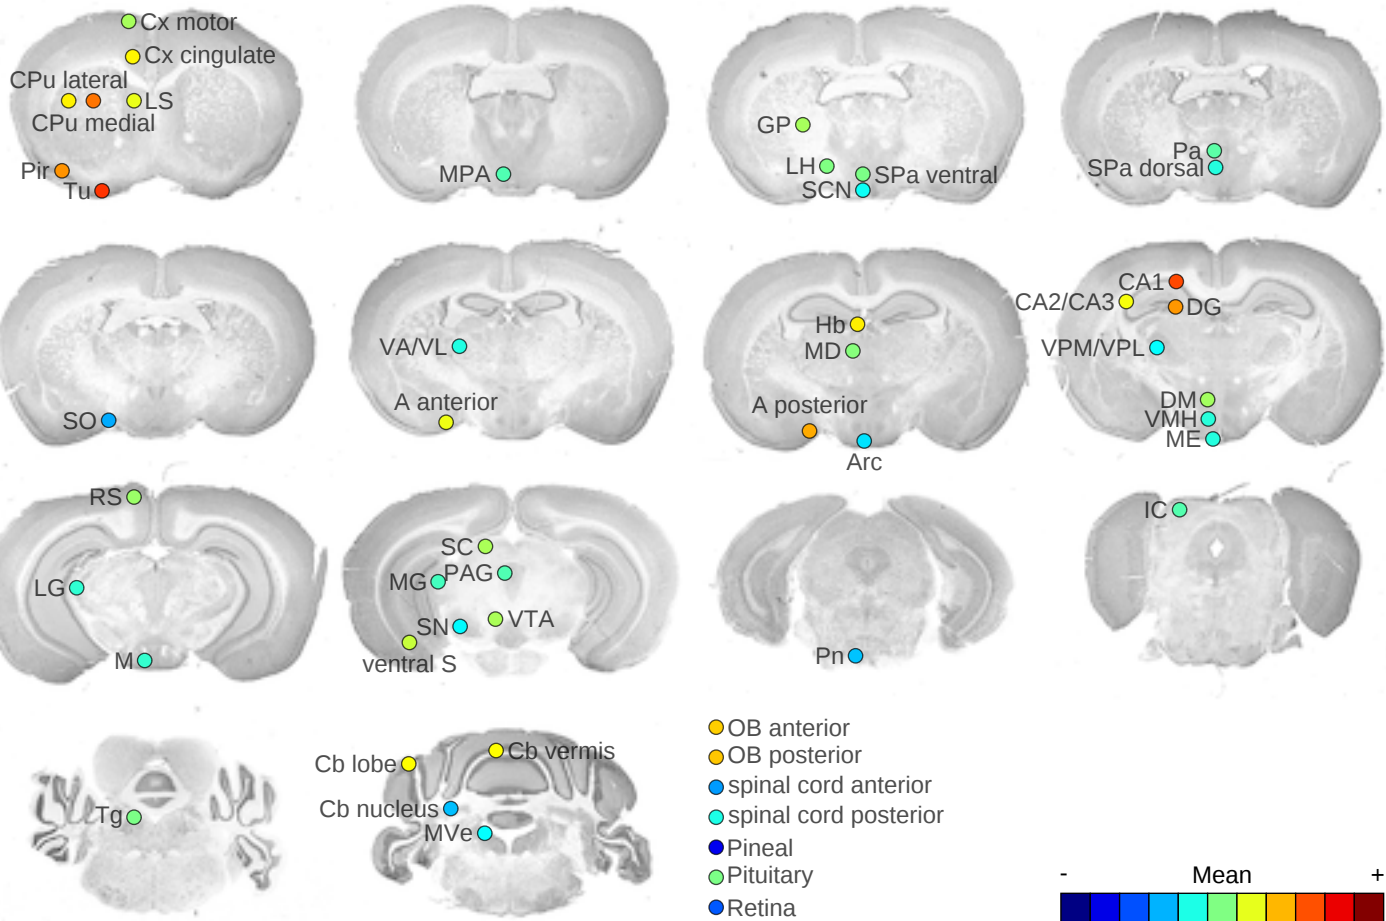 Cx motor
Cx cingulate
CPu lateral
LS
CPu medial
Pir
Tu
MPA
GP
LH
SPa ventral
SCN
Pa
SPa dorsal
SO
VA/VL
A anterior
Hb
MD
A posterior
Arc
CA1
CA2/CA3
DG
VPM/VPL
DM
VMH
ME
RS
LG
M
SC
MG
PAG
SN
VTA
ventral S
Pn
IC
Tg
Cb lobe
Cb vermis
Cb nucleus
MVe
OB anterior
OB posterior
spinal cord anterior
spinal cord posterior
Pineal
Pituitary
Retina
- Mean +